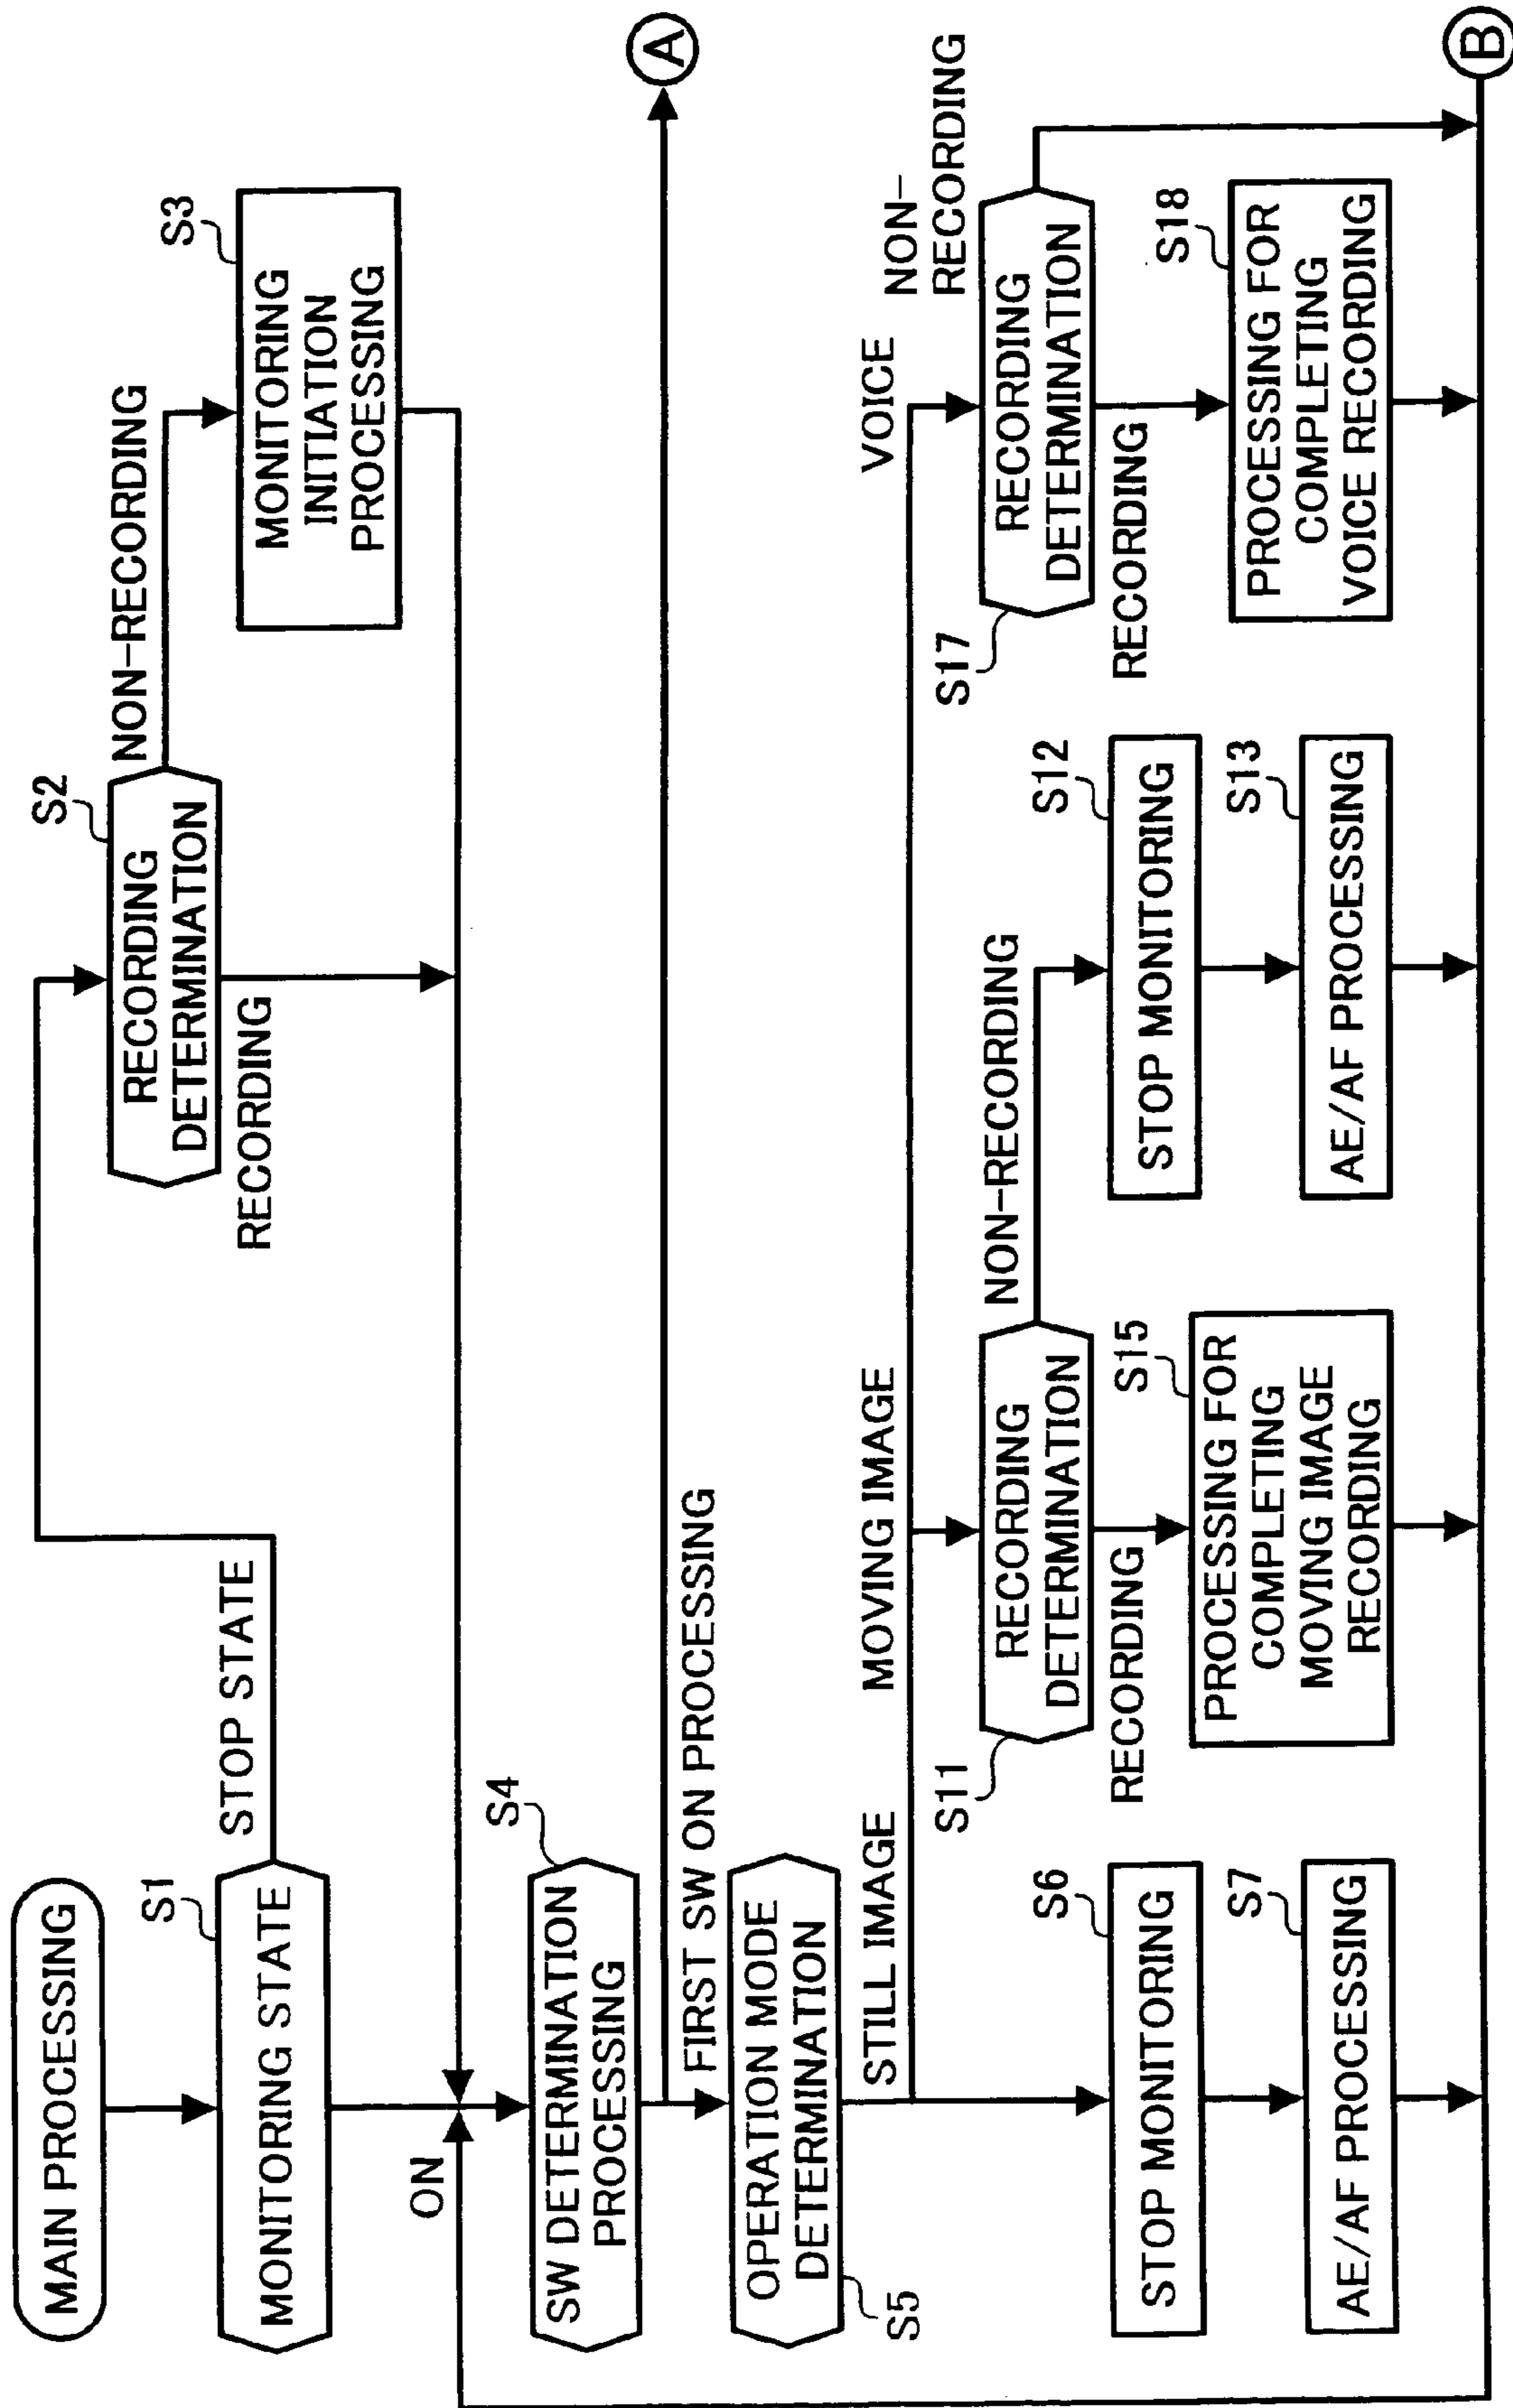 MAIN PROCESSING
S1
MONITORING STATE
STOP STATE
S2
RECORDING
DETERMINATION
NON-RECORDING
RECORDING
S3
MONITORING
INITIATION
PROCESSING
ON
S4
SW DETERMINATION
PROCESSING
A
FIRST SW ON PROCESSING
S5
OPERATION MODE
DETERMINATION
STILL IMAGE
MOVING IMAGE
VOICE
S6
STOP MONITORING
S7
AE/AF PROCESSING
S11
RECORDING
DETERMINATION
NON-RECORDING
RECORDING
S15
PROCESSING FOR
COMPLETING
MOVING IMAGE
RECORDING
S12
STOP MONITORING
S13
AE/AF PROCESSING
S17
RECORDING
DETERMINATION
NON-
RECORDING
RECORDING
S18
PROCESSING FOR
COMPLETING
VOICE RECORDING
B